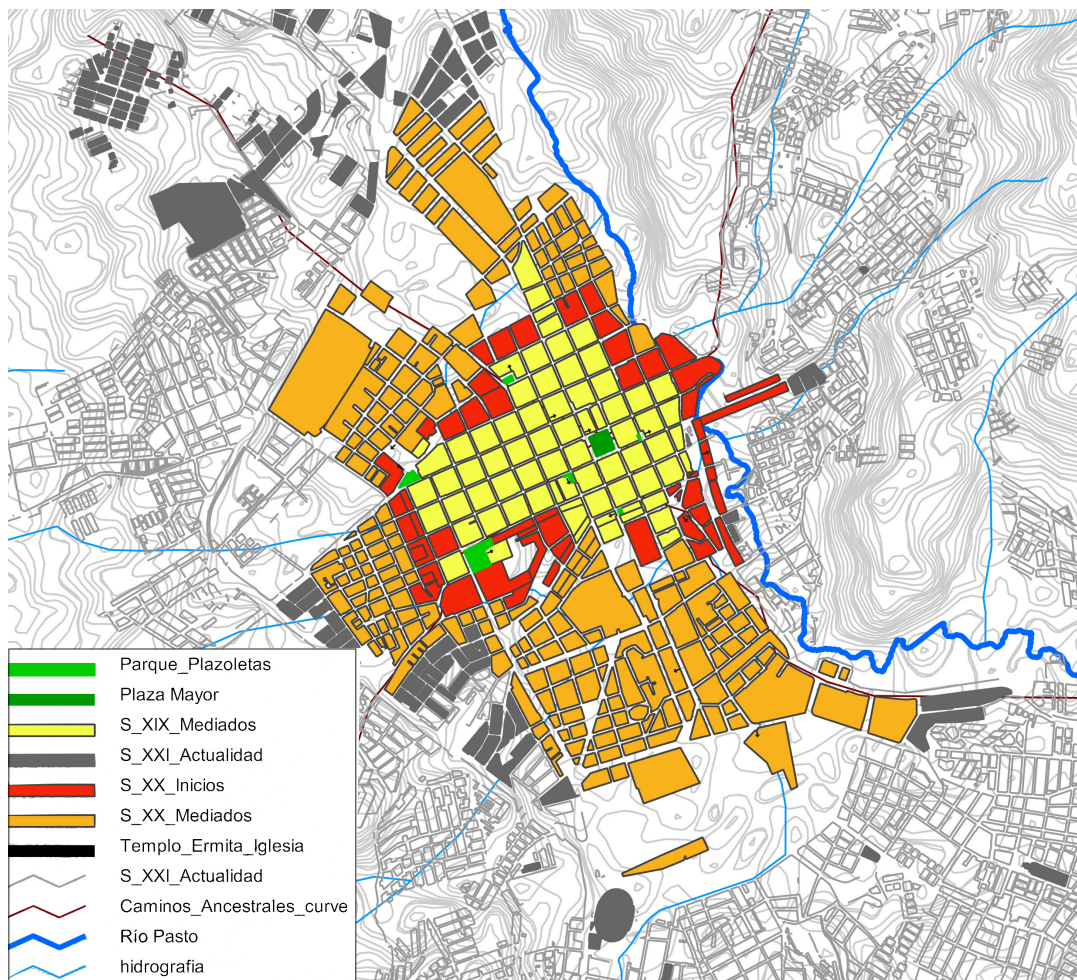 Parque_Plazoletas
Plaza Mayor
S_XIX_Mediados
S_XXI_Actualidad
S_XX_Inicios
S_XX_Mediados
Templo_Ermita_Iglesia
S_XXI_Actualidad
Caminos_Ancestrales_curve
Río Pasto
hidrografia